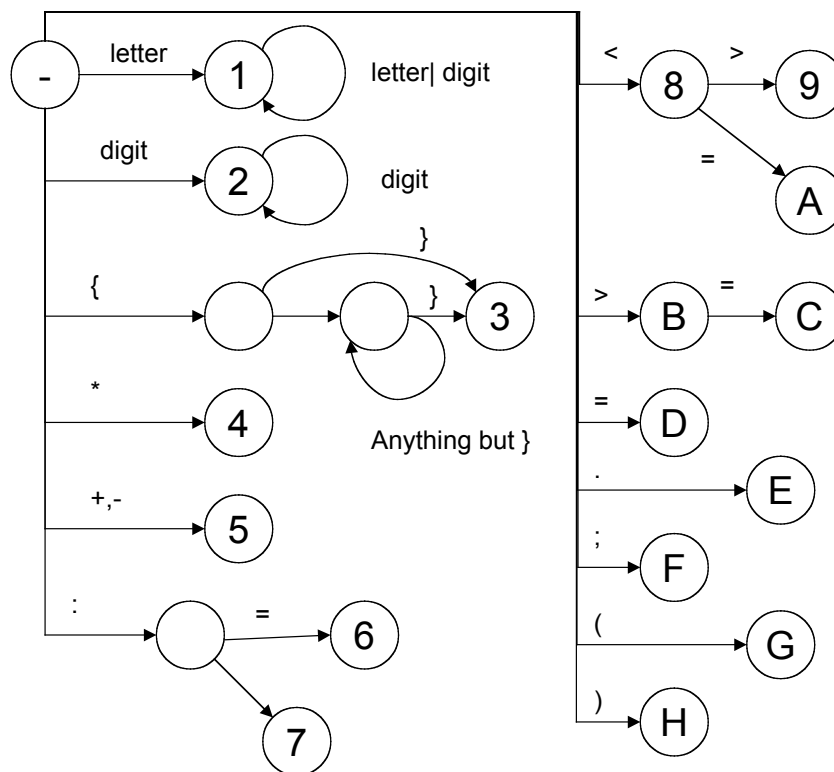 - letter 1 letter| digit
digit 2 digit
{ } } 3
Anything but }
* 4
+,- 5
: = 6
7
< 8 > 9
= A
> B = C
= D
. E
; F
( G
) H